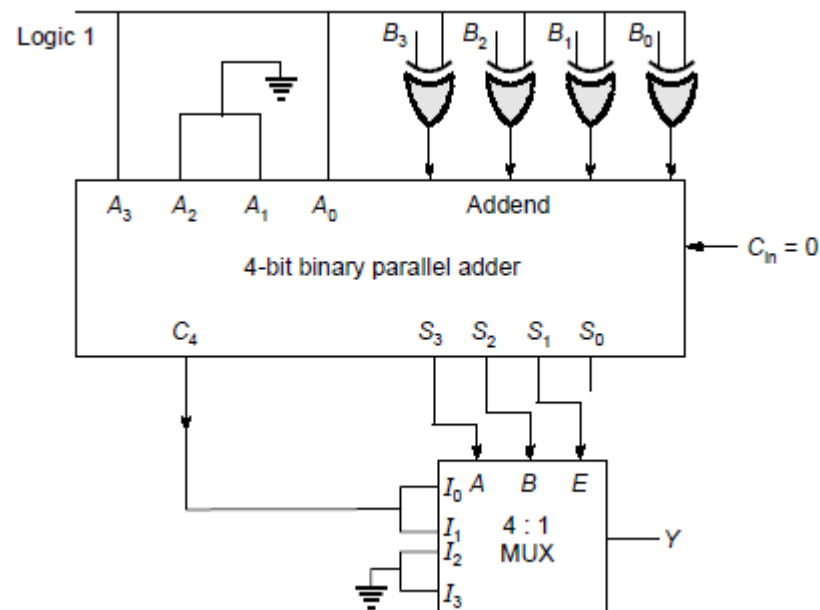 Logic 1
B₃ B₂ B₁ B₀
A₃ A₂ A₁ A₀ Addend
C_In = 0
4-bit binary parallel adder
C₄ S₃ S₂ S₁ S₀
I₀ A B E
I₁ 4 : 1
MUX
Y
I₂
I₃